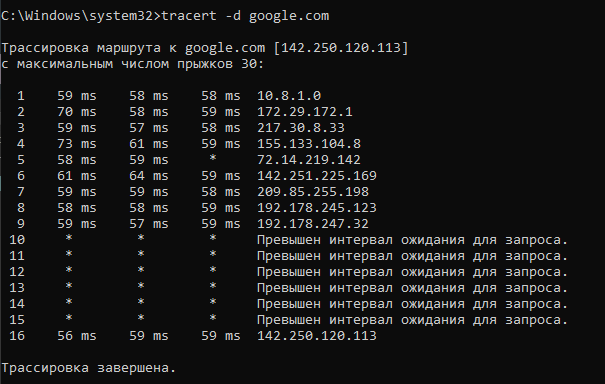 C:\Windows\system32>tracert -d google.com
Трассировка маршрута к google.com [142.250.120.113]
с максимальным числом прыжков 30:
1 59 ms 58 ms 58 ms 10.8.1.0
2 70 ms 58 ms 59 ms 172.29.172.1
3 59 ms 57 ms 58 ms 217.30.8.33
4 73 ms 61 ms 59 ms 155.133.104.8
5 58 ms 59 ms * 72.14.219.142
6 61 ms 64 ms 59 ms 142.251.225.169
7 59 ms 59 ms 58 ms 209.85.255.198
8 58 ms 58 ms 59 ms 192.178.245.123
9 59 ms 57 ms 59 ms 192.178.247.32
10 * * * Превышен интервал ожидания для запроса.
11 * * * Превышен интервал ожидания для запроса.
12 * * * Превышен интервал ожидания для запроса.
13 * * * Превышен интервал ожидания для запроса.
14 * * * Превышен интервал ожидания для запроса.
15 * * * Превышен интервал ожидания для запроса.
16 56 ms 59 ms 59 ms 142.250.120.113
Трассировка завершена.